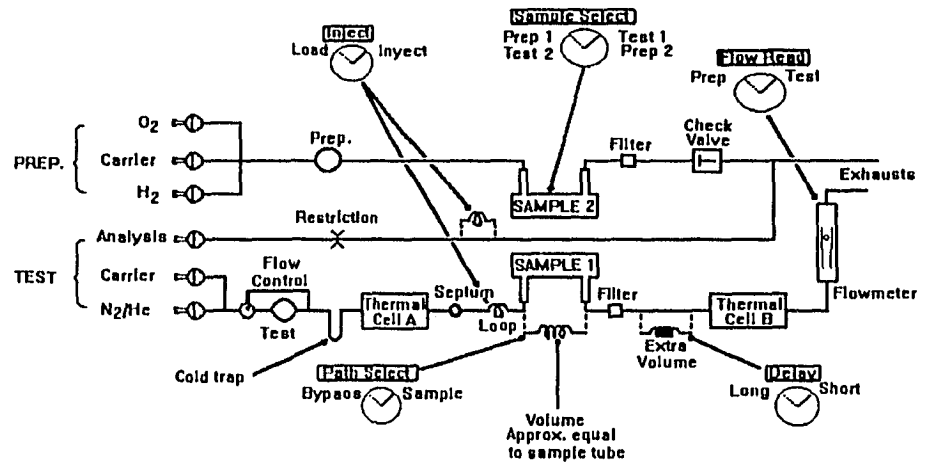 Inject
Load Inyect
Sample Select
Prep 1 Test 1
Test 2 Prep 2
Flow Read
Prep Test
O2
PREP.
Carrier
H2
Prep.
Filter
Check
Valve
Exhausts
SAMPLE 2
Restriction
Analysis
TEST
Carrier
N2/He
Flow
Control
Test
Cold trap
Thermal
Cell A
Septum
Loop
SAMPLE 1
Filter
Extra
Volume
Thermal
Cell B
Flowmeter
Path Select
Bypaos Sample
Delay
Long Short
Volume
Approx. equal
to sample tube